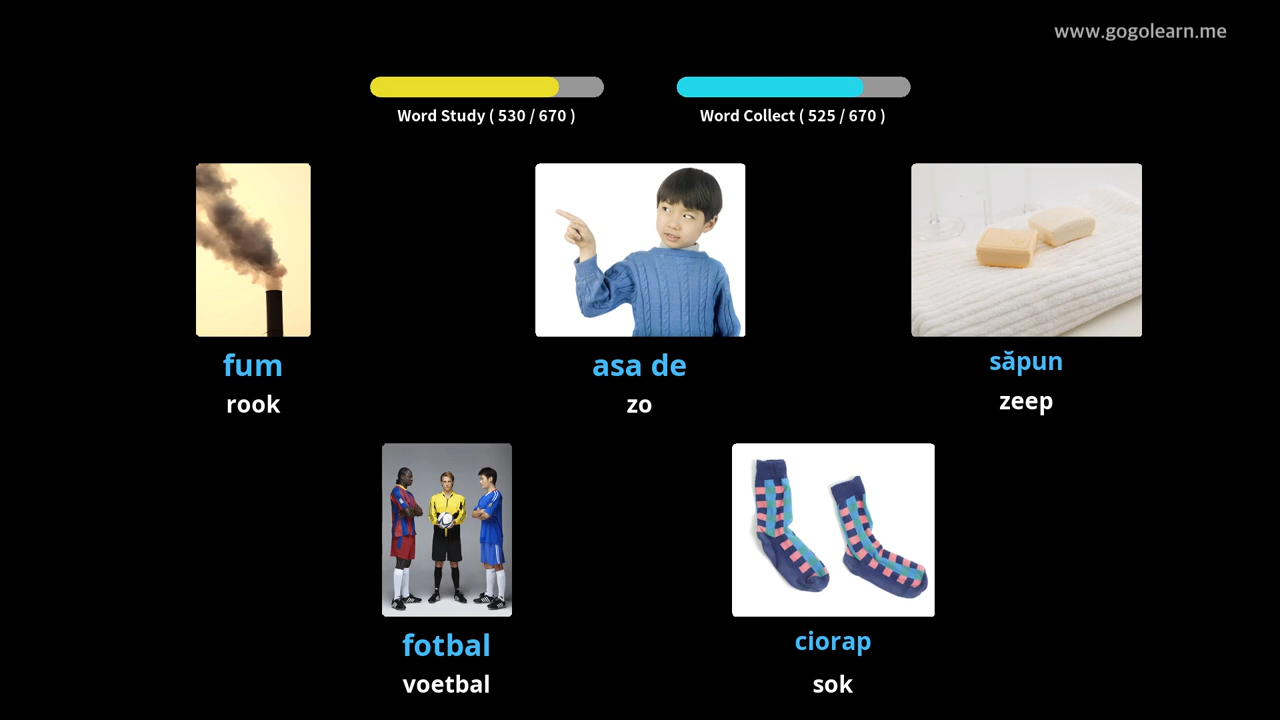 www.gogolearn.me
Word Study ( 530 / 670 )
Word Collect ( 525 / 670 )
fum
rook
asa de
zo
săpun
zeep
fotbal
voetbal
ciorap
sok